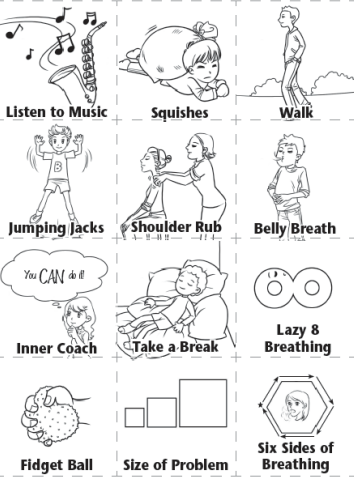 Listen to Music
Squishes
Walk
B
Jumping Jacks
Shoulder Rub
Belly Breath
You CAN do it!
Inner Coach
Take a Break
Lazy 8
Breathing
Fidget Ball
Size of Problem
Six Sides of
Breathing